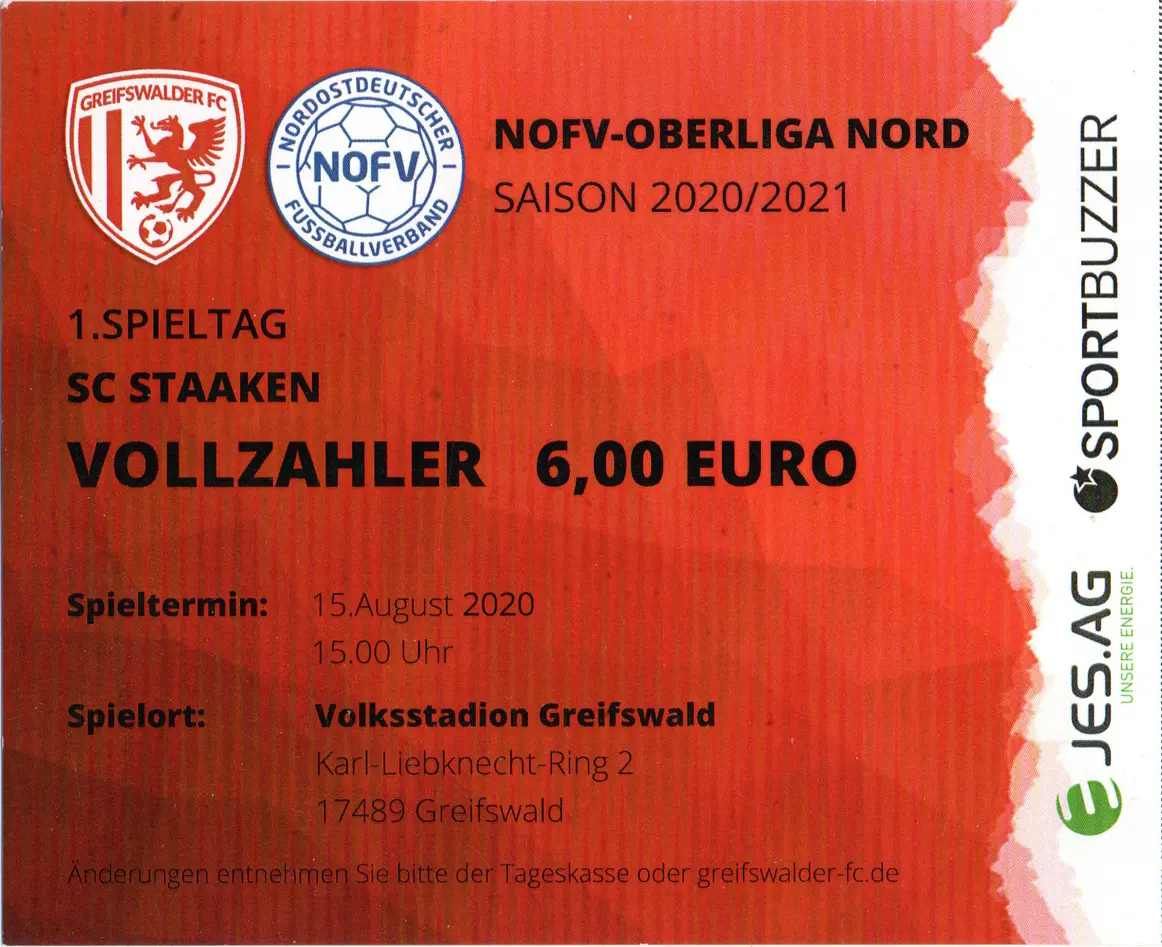 GREIFSWALDER FC
NORDOSTDEUTSCHER
NOFV
FUSSBALLVERBAND
NOFV-OBERLIGA NORD
SAISON 2020/2021
1.SPIELTAG
SC STAAKEN
VOLLZAHLER 6,00 EURO
Spieltermin: 15.August 2020
15.00 Uhr
Spielort: Volksstadion Greifswald
Karl-Liebknecht-Ring 2
17489 Greifswald
Änderungen entnehmen Sie bitte der Tageskasse oder greifswalder-fc.de
SPORTBUZZER
JES.AG
UNSERE ENERGIE.